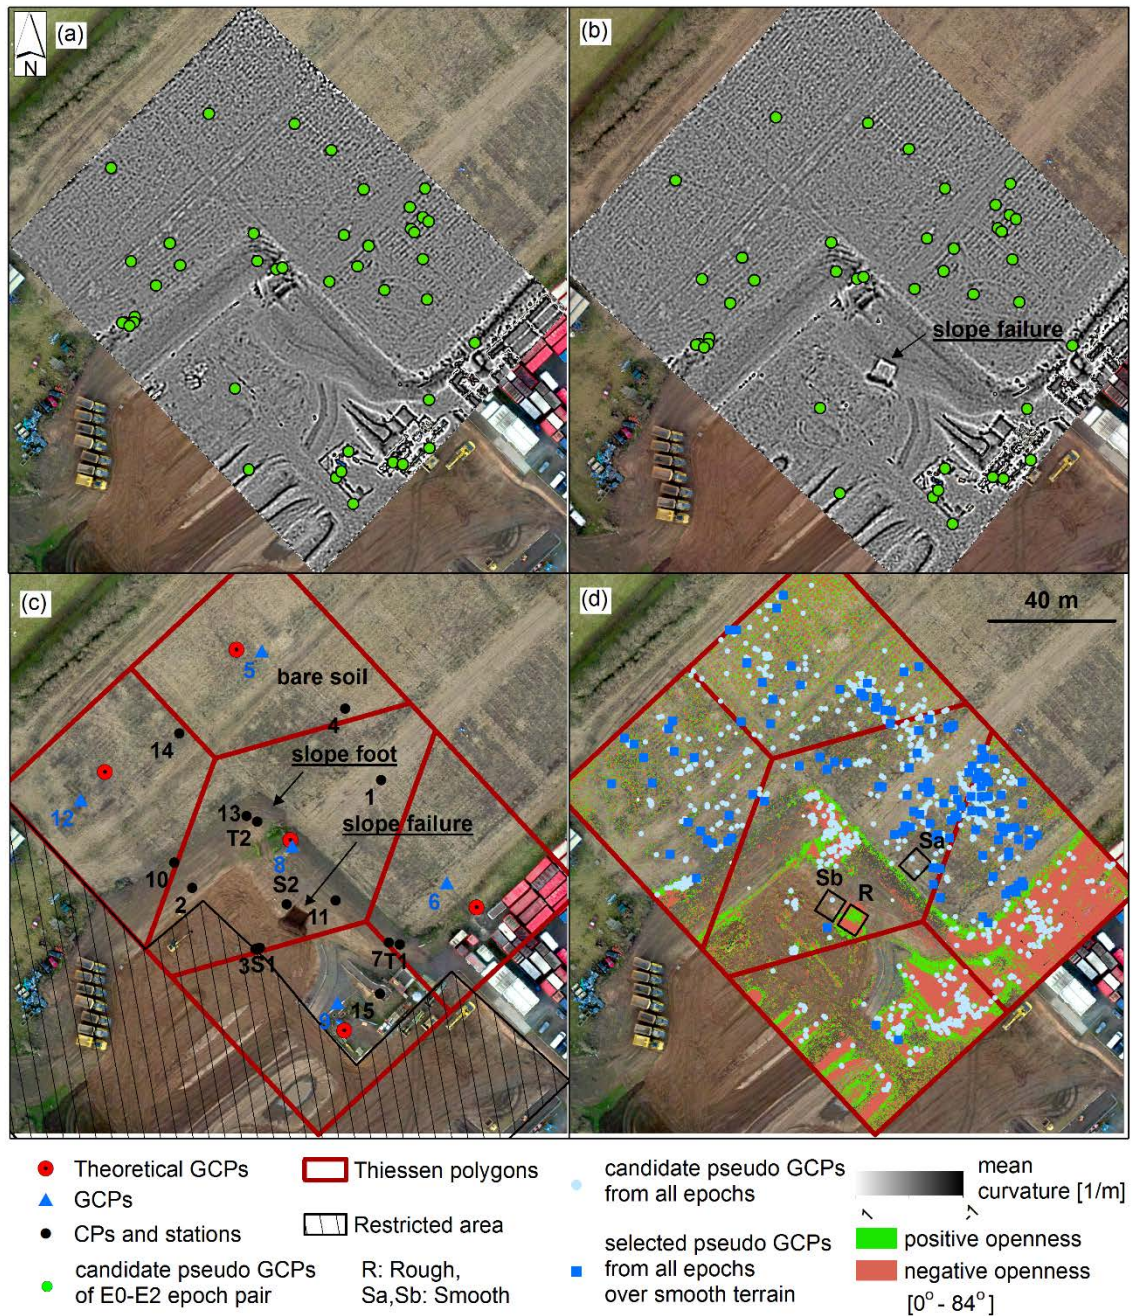 (a)
N
(b)
slope failure
(c)
5
bare soil
4
14
slope foot
12
1
13
T2
slope failure
8
10
S2
6
2
11
3S1
7T1
15
9
(d)
40 m
Sa
Sb
R
Theoretical GCPs
GCPs
CPs and stations
candidate pseudo GCPs
of E0-E2 epoch pair
Thiessen polygons
Restricted area
R: Rough,
Sa,Sb: Smooth
candidate pseudo GCPs
from all epochs
selected pseudo GCPs
from all epochs
over smooth terrain
mean
curvature [1/m]
1
-1
positive openness
negative openness
[0° - 84°]